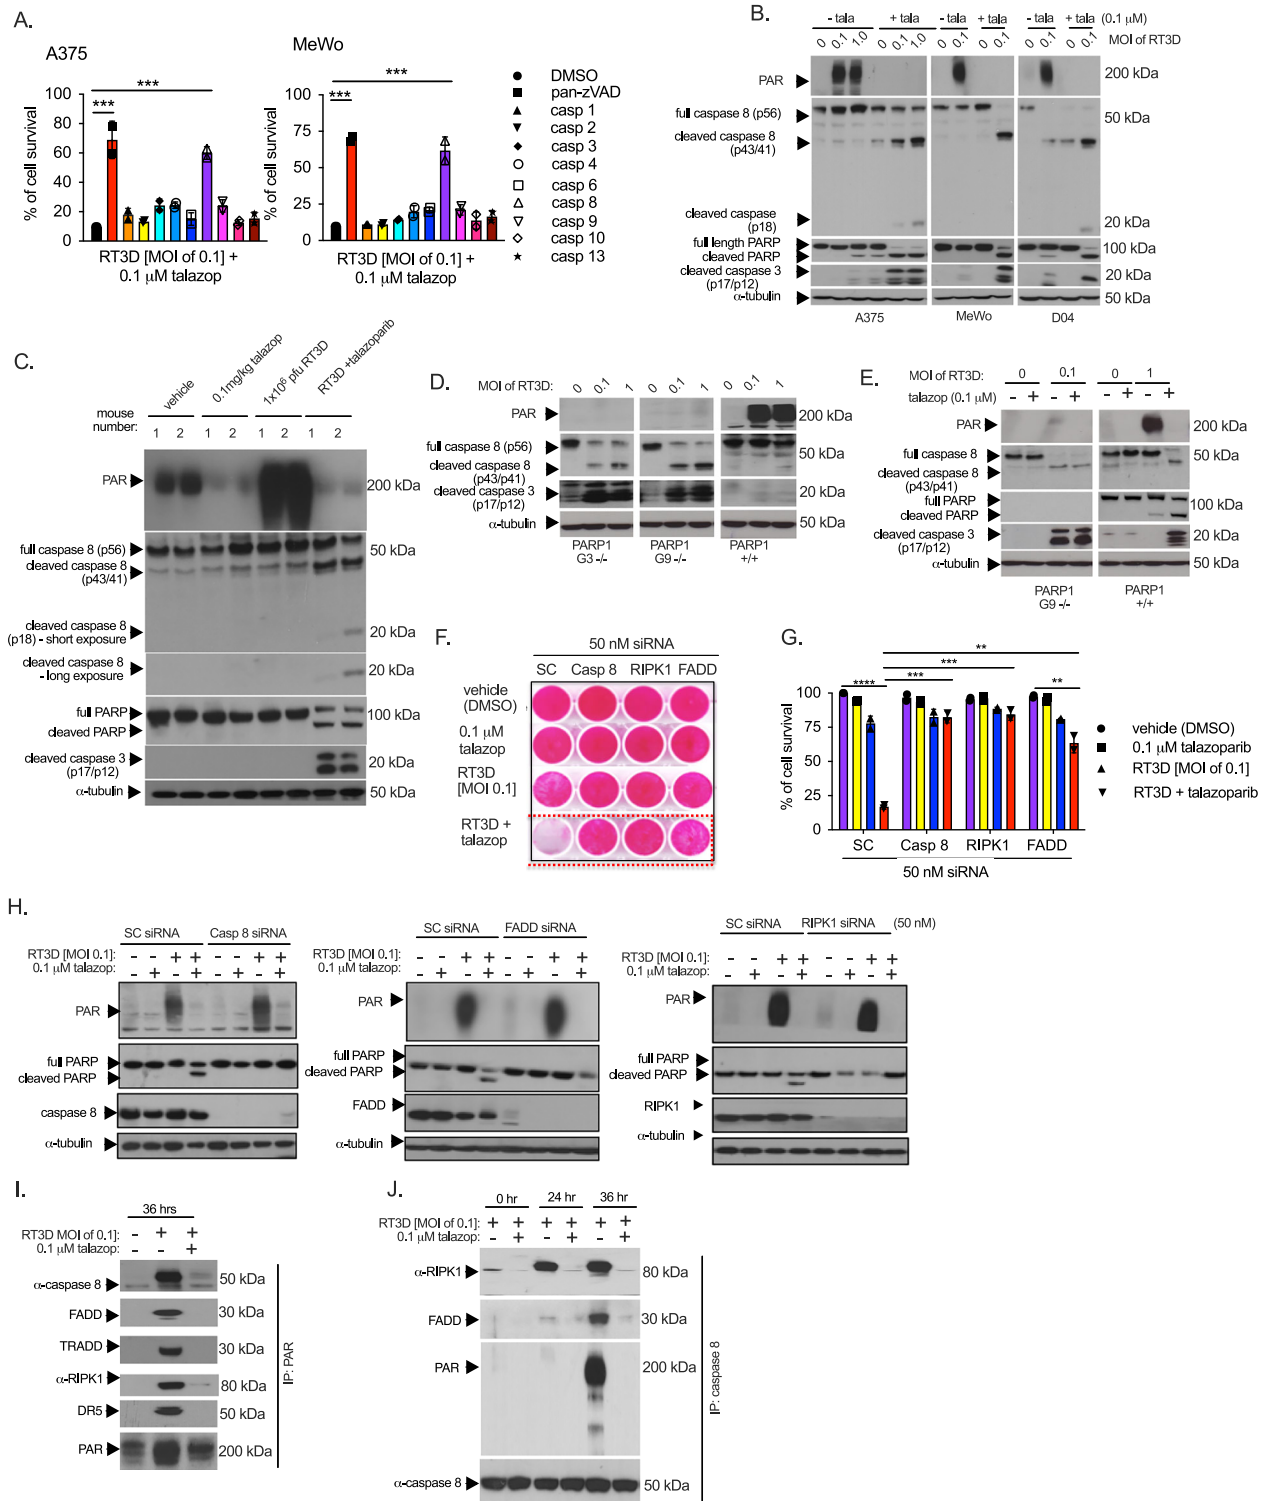 A.
A375
MeWo
***
***
***
***
% of cell survival
100
80
60
40
20
0
% of cell survival
100
75
50
25
0
RT3D [MOI of 0.1] +
0.1 μM talazop
RT3D [MOI of 0.1] +
0.1 μM talazop
DMSO
pan-zVAD
casp 1
casp 2
casp 3
casp 4
casp 6
casp 8
casp 9
casp 10
casp 13
B.
- tala + tala - tala + tala - tala + tala (0.1 μM)
0 0.1 1.0 0 0.1 1.0 0 0.1 0 0.1 0 0.1 0 0.1 MOI of RT3D
PAR 200 kDa
full caspase 8 (p56) 50 kDa
cleaved caspase 8
(p43/41)
cleaved caspase
(p18) 20 kDa
full length PARP 100 kDa
cleaved PARP
cleaved caspase 3
(p17/p12) 20 kDa
α-tubulin 50 kDa
A375 MeWo D04
C.
vehicle 0.1mg/kg talazop 1x10⁶ pfu RT3D RT3D +talazoparib
mouse
number: 1 2 1 2 1 2 1 2
PAR 200 kDa
full caspase 8 (p56) 50 kDa
cleaved caspase 8
(p43/41)
cleaved caspase 8
(p18) - short exposure 20 kDa
cleaved caspase 8
- long exposure 20 kDa
full PARP 100 kDa
cleaved PARP
cleaved caspase 3
(p17/p12) 20 kDa
α-tubulin 50 kDa
D.
MOI of RT3D: 0 0.1 1 0 0.1 1 0 0.1 1
PAR 200 kDa
full caspase 8 (p56) 50 kDa
cleaved caspase 8
(p43/p41)
cleaved caspase 3
(p17/p12) 20 kDa
α-tubulin 50 kDa
PARP1 PARP1 PARP1
G3 -/- G9 -/- +/+
E.
MOI of RT3D: 0 0.1 0 1
talazop (0.1 μM) - + - + - + - +
PAR 200 kDa
full caspase 8 50 kDa
cleaved caspase 8
(p43/p41)
full PARP 100 kDa
cleaved PARP
cleaved caspase 3
(p17/p12) 20 kDa
α-tubulin 50 kDa
PARP1 PARP1
G9 -/- +/+
F.
50 nM siRNA
SC Casp 8 RIPK1 FADD
vehicle
(DMSO)
0.1 μM
talazop
RT3D
[MOI 0.1]
RT3D +
talazop
G.
**
***
**** *** **
% of cell survival
100
75
50
25
0
SC Casp 8 RIPK1 FADD
50 nM siRNA
vehicle (DMSO)
0.1 μM talazoparib
RT3D [MOI of 0.1]
RT3D + talazoparib
H.
SC siRNA Casp 8 siRNA
RT3D [MOI 0.1]: - - + + - - + +
0.1 μM talazop: - + - + - + - +
PAR
full PARP
cleaved PARP
caspase 8
α-tubulin
SC siRNA FADD siRNA
RT3D [MOI 0.1]: - - + + - - + +
0.1 μM talazop: - + - + - + - +
PAR
full PARP
cleaved PARP
FADD
α-tubulin
SC siRNA RIPK1 siRNA (50 nM)
RT3D [MOI 0.1]: - - + + - - + +
0.1 μM talazop: - + - + - + - +
PAR
full PARP
cleaved PARP
RIPK1
α-tubulin
I.
36 hrs
RT3D MOI of 0.1]: - + +
0.1 μM talazop: - - +
α-caspase 8 50 kDa
FADD 30 kDa
TRADD 30 kDa
α-RIPK1 80 kDa
DR5 50 kDa
PAR 200 kDa
IP: PAR
J.
0 hr 24 hr 36 hr
RT3D [MOI of 0.1]: + + + + + +
0.1 μM talazop: - + - + - +
α-RIPK1 80 kDa
FADD 30 kDa
PAR 200 kDa
α-caspase 8 50 kDa
IP: caspase 8